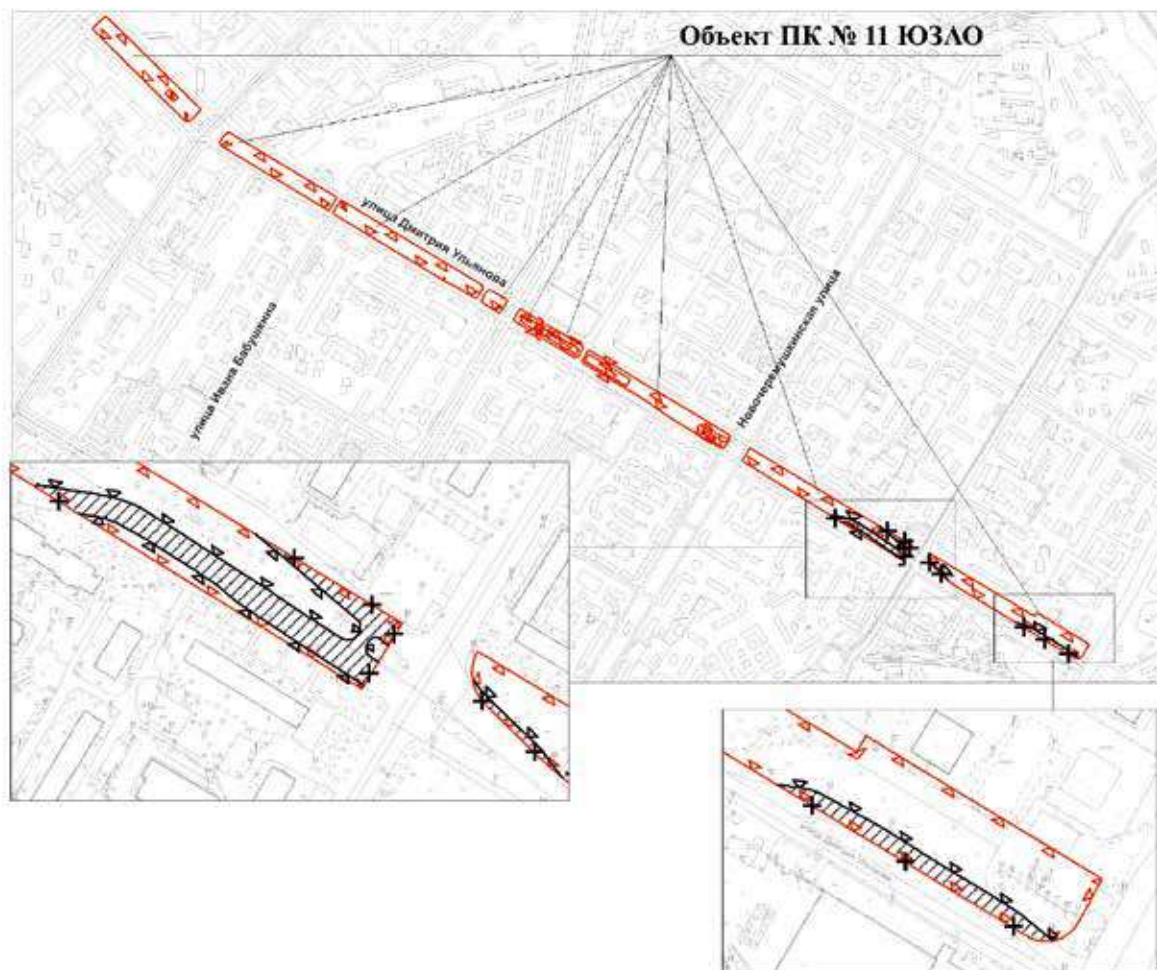 Объект ПК № 11 ЮЗАО
улица Дмитрия Ульянова
Новочеремушкинская улица
улица Ивана Бабушкина